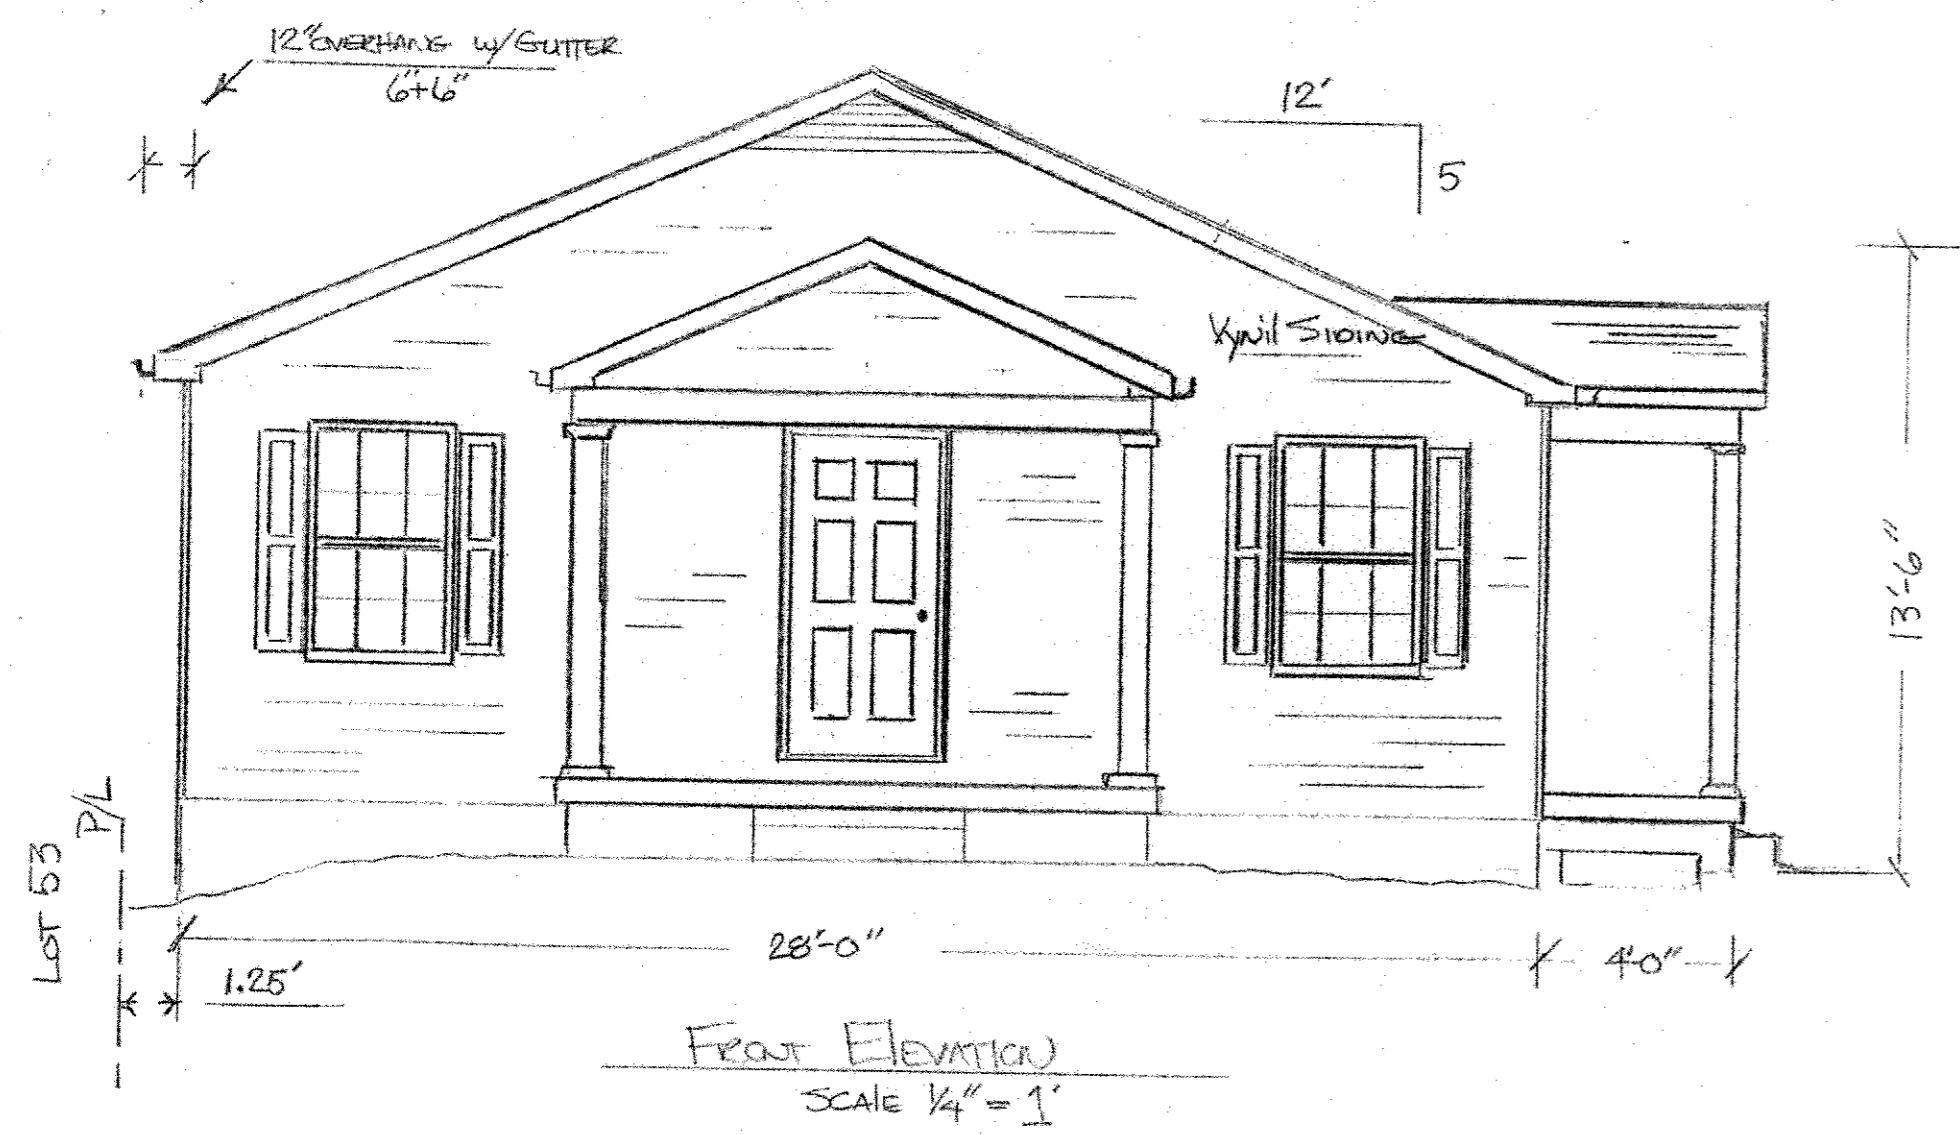 12" OVERHANG W/GUTTER
6"+6"
12'
5
Vynil SIDING
13'-6"
P/L
LOT 53
28'-0"
4'-0"
1.25'
FRONT ELEVATION
SCALE 1/4" = 1'